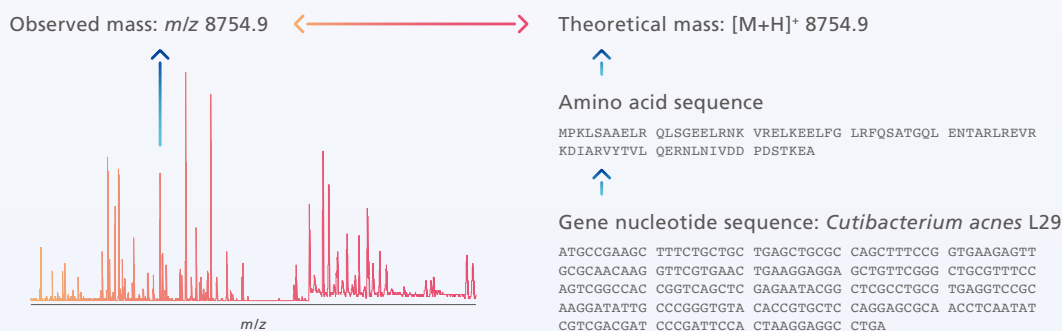 Observed mass: m/z 8754.9
m/z
Theoretical mass: [M+H]⁺ 8754.9
Amino acid sequence
MPKLSAAELR QLSGEELRNK VRELKEELFG LRFQSATGQL ENTARLREVR
KDIARVYTVL QERNLNIVDD PDSTKEA
Gene nucleotide sequence: Cutibacterium acnes L29
ATGCCGAAGC TTTCTGCTGC TGAGCTGCGC CAGCTTTCCG GTGAAGAGTT
GCGCAACAAG GTTCGTGAAC TGAAGGAGGA GCTGTTCGGG CTGCGTTTCC
AGTCGGCCAC CGGTCAGCTC GAGAATACGG CTCGCCTGCG TGAGGTCCGC
AAGGATATTG CCCGGGTGTA CACCGTGCTC CAGGAGCGCA ACCTCAATAT
CGTCGACGAT CCCGATTCCA CTAAGGAGGC CTGA